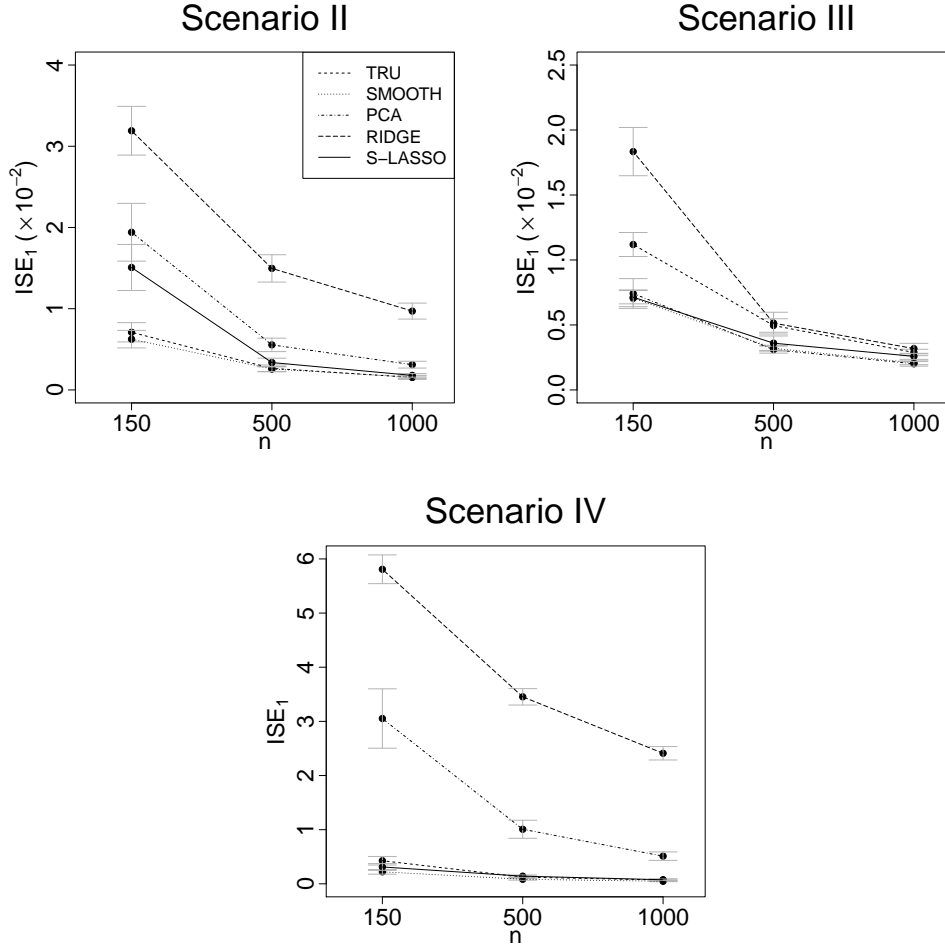 Scenario II
ISE₁ (×10⁻²)
4
3
2
1
0
TRU
SMOOTH
PCA
RIDGE
S−LASSO
150 500 1000
n
Scenario III
ISE₁ (×10⁻²)
2.5
2.0
1.5
1.0
0.5
0.0
150 500 1000
n
Scenario IV
ISE₁
6
5
4
3
2
1
0
150 500 1000
n